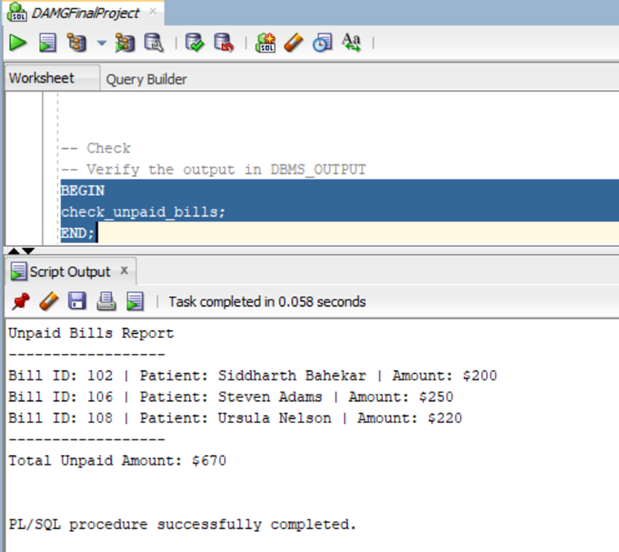 DAMGFinalProject
Worksheet Query Builder
-- Check
-- Verify the output in DBMS_OUTPUT
BEGIN
check_unpaid_bills;
END;
Script Output x
Task completed in 0.058 seconds
Unpaid Bills Report
------------------
Bill ID: 102 | Patient: Siddharth Bahekar | Amount: $200
Bill ID: 106 | Patient: Steven Adams | Amount: $250
Bill ID: 108 | Patient: Ursula Nelson | Amount: $220
------------------
Total Unpaid Amount: $670
PL/SQL procedure successfully completed.